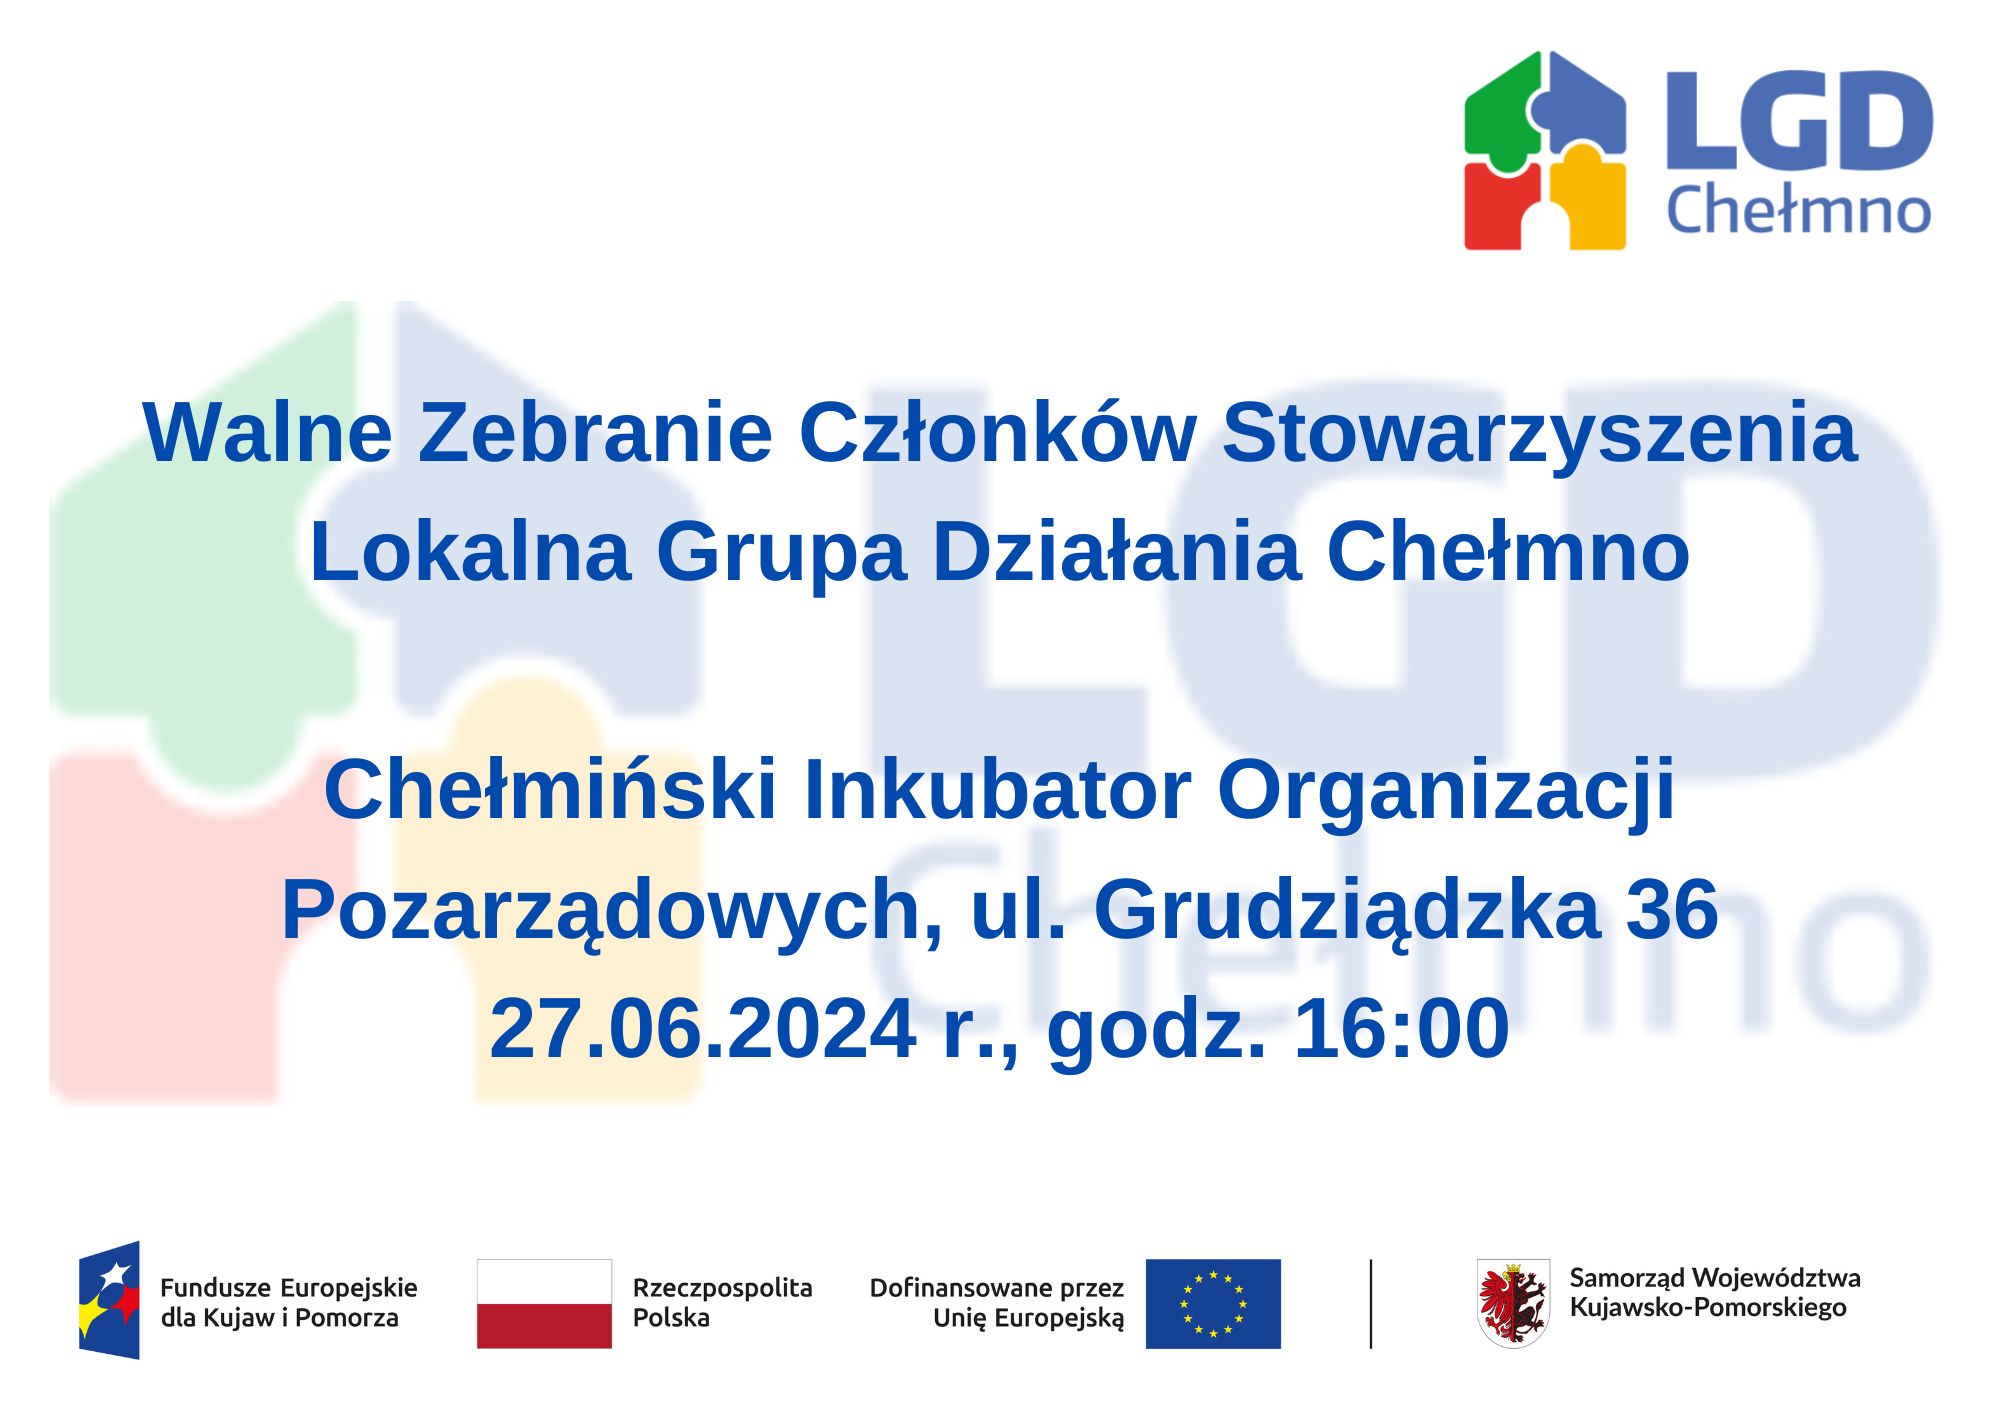 LGD
Chełmno
Walne Zebranie Członków Stowarzyszenia
Lokalna Grupa Działania Chełmno
Chełmiński Inkubator Organizacji
Pozarządowych, ul. Grudziądzka 36
27.06.2024 r., godz. 16:00
LGD
Chełmno
Fundusze Europejskie
dla Kujaw i Pomorza
Rzeczpospolita
Polska
Dofinansowane przez
Unię Europejską
Samorząd Województwa
Kujawsko-Pomorskiego